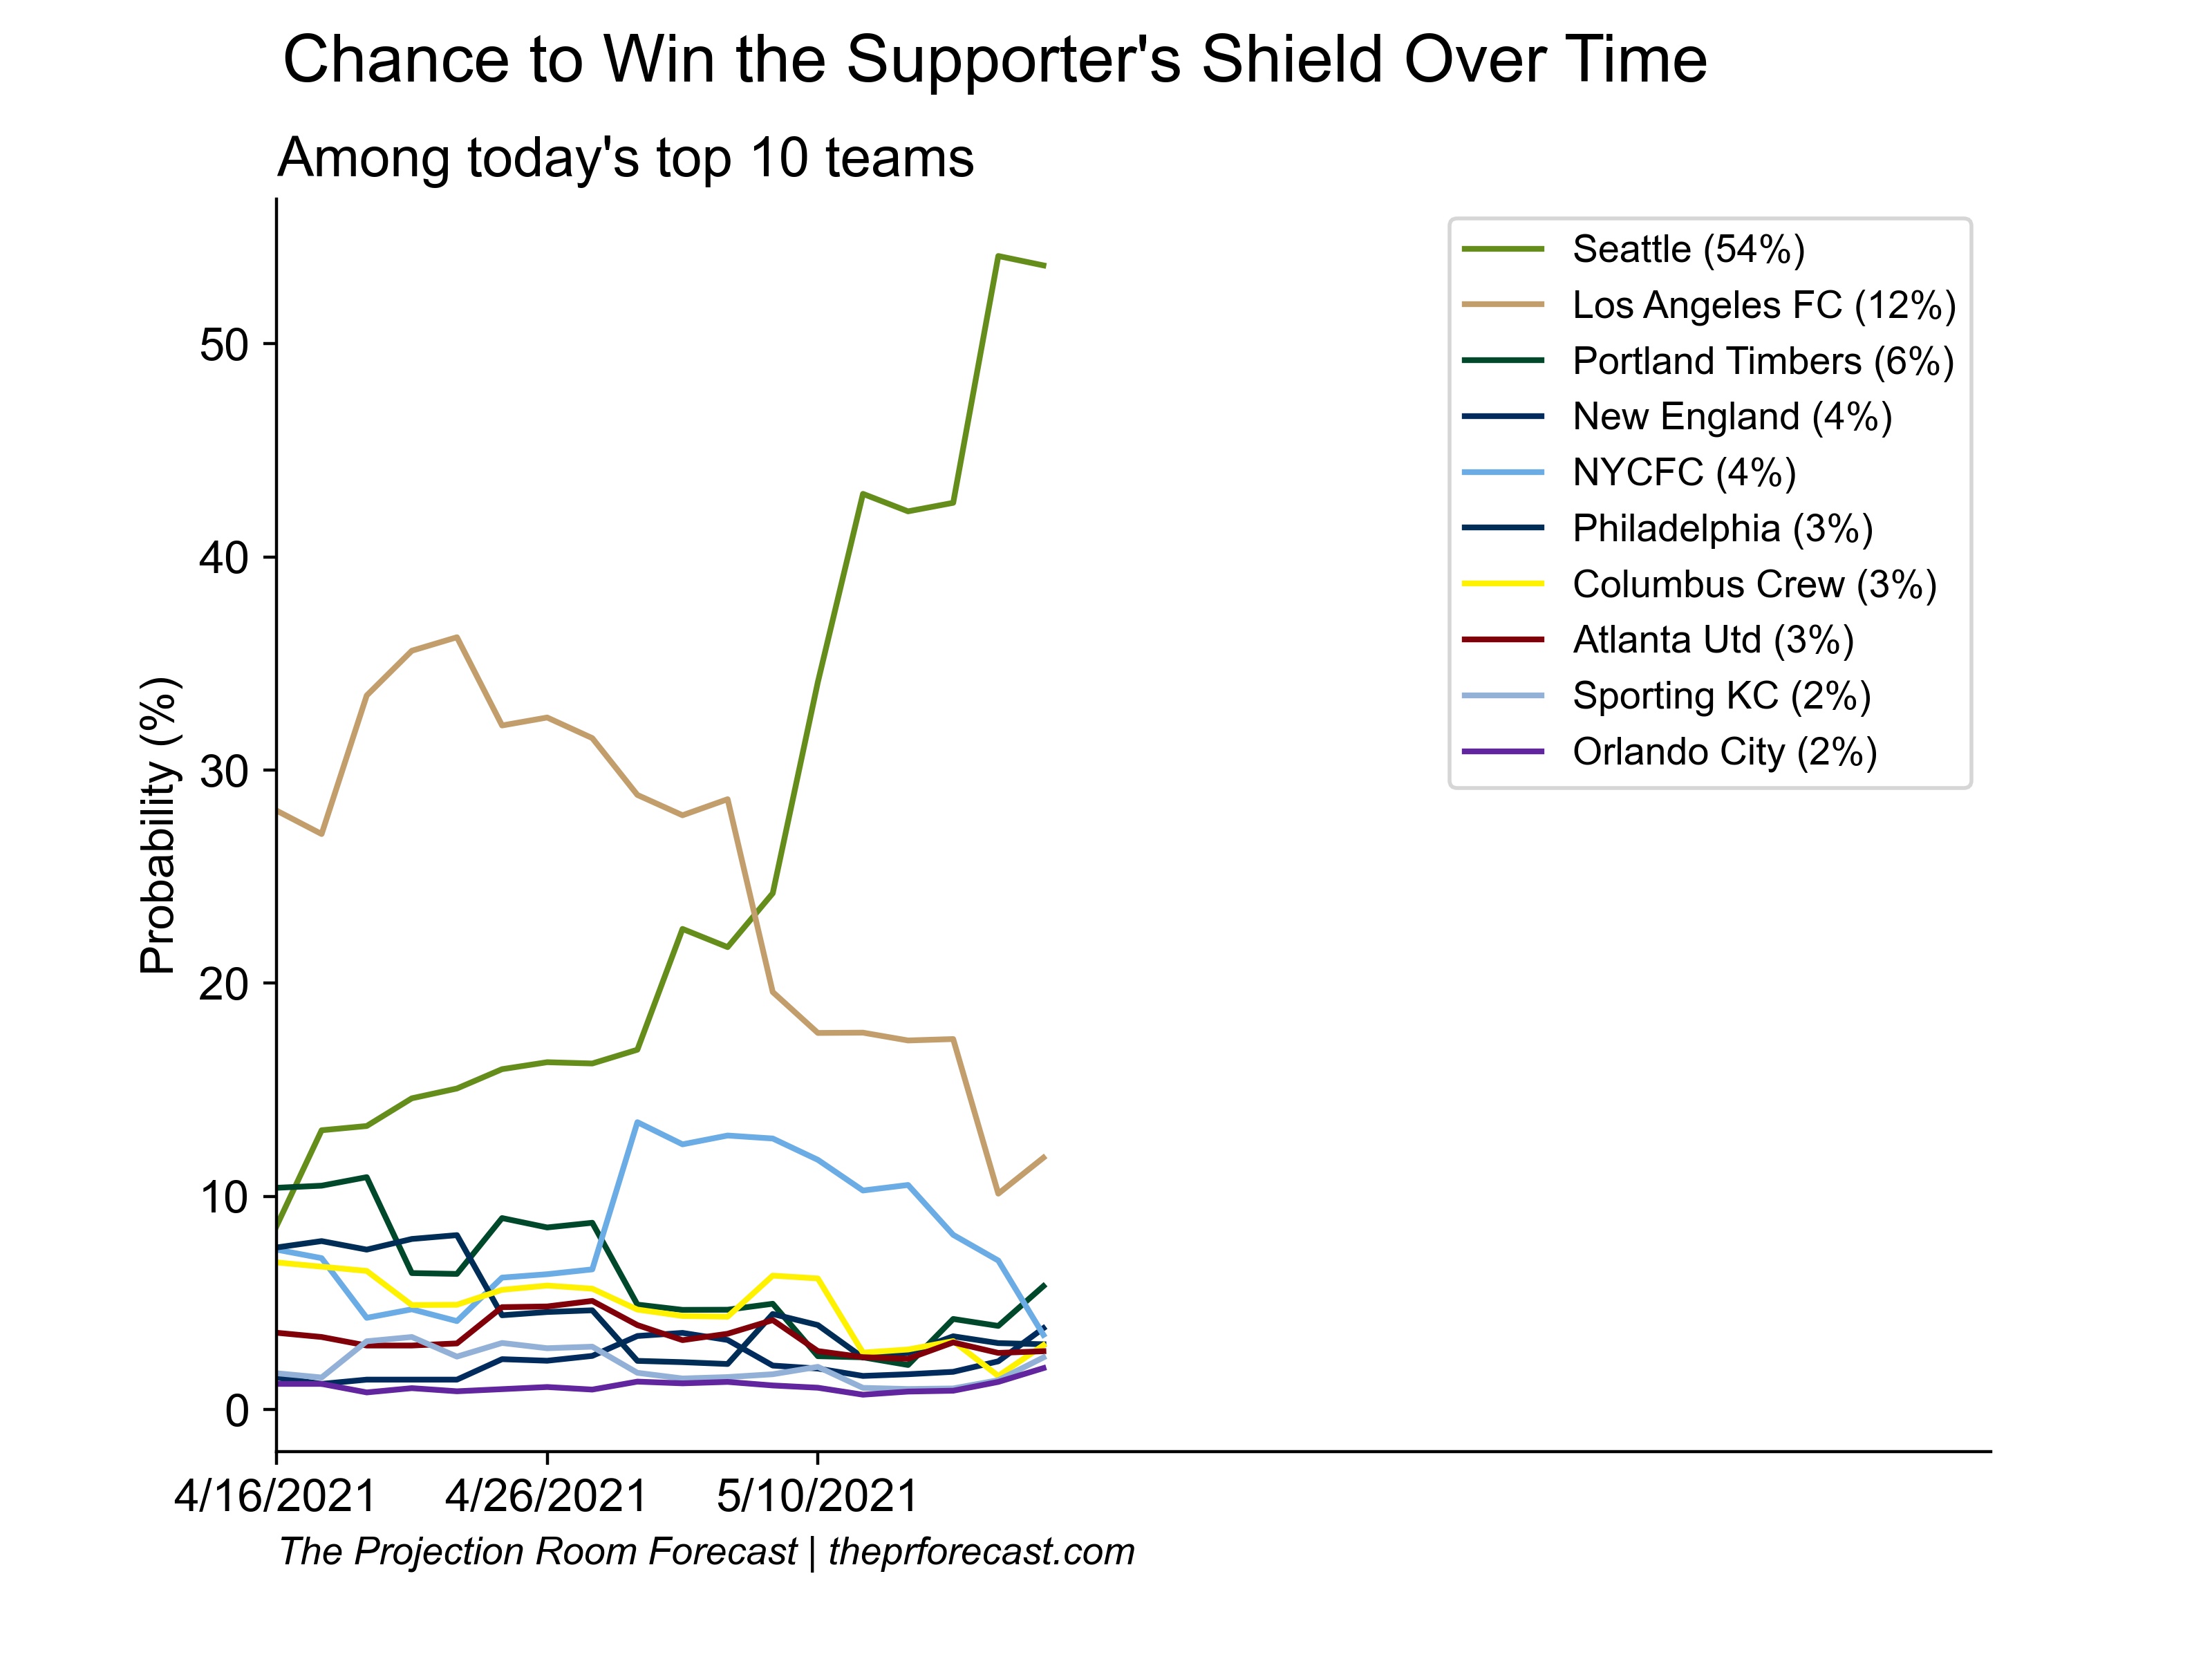 Chance to Win the Supporter's Shield Over Time
Among today's top 10 teams
Seattle (54%)
Los Angeles FC (12%)
Portland Timbers (6%)
New England (4%)
NYCFC (4%)
Philadelphia (3%)
Columbus Crew (3%)
Atlanta Utd (3%)
Sporting KC (2%)
Orlando City (2%)
Probability (%)
50
40
30
20
10
0
4/16/2021 4/26/2021 5/10/2021
The Projection Room Forecast | theprforecast.com